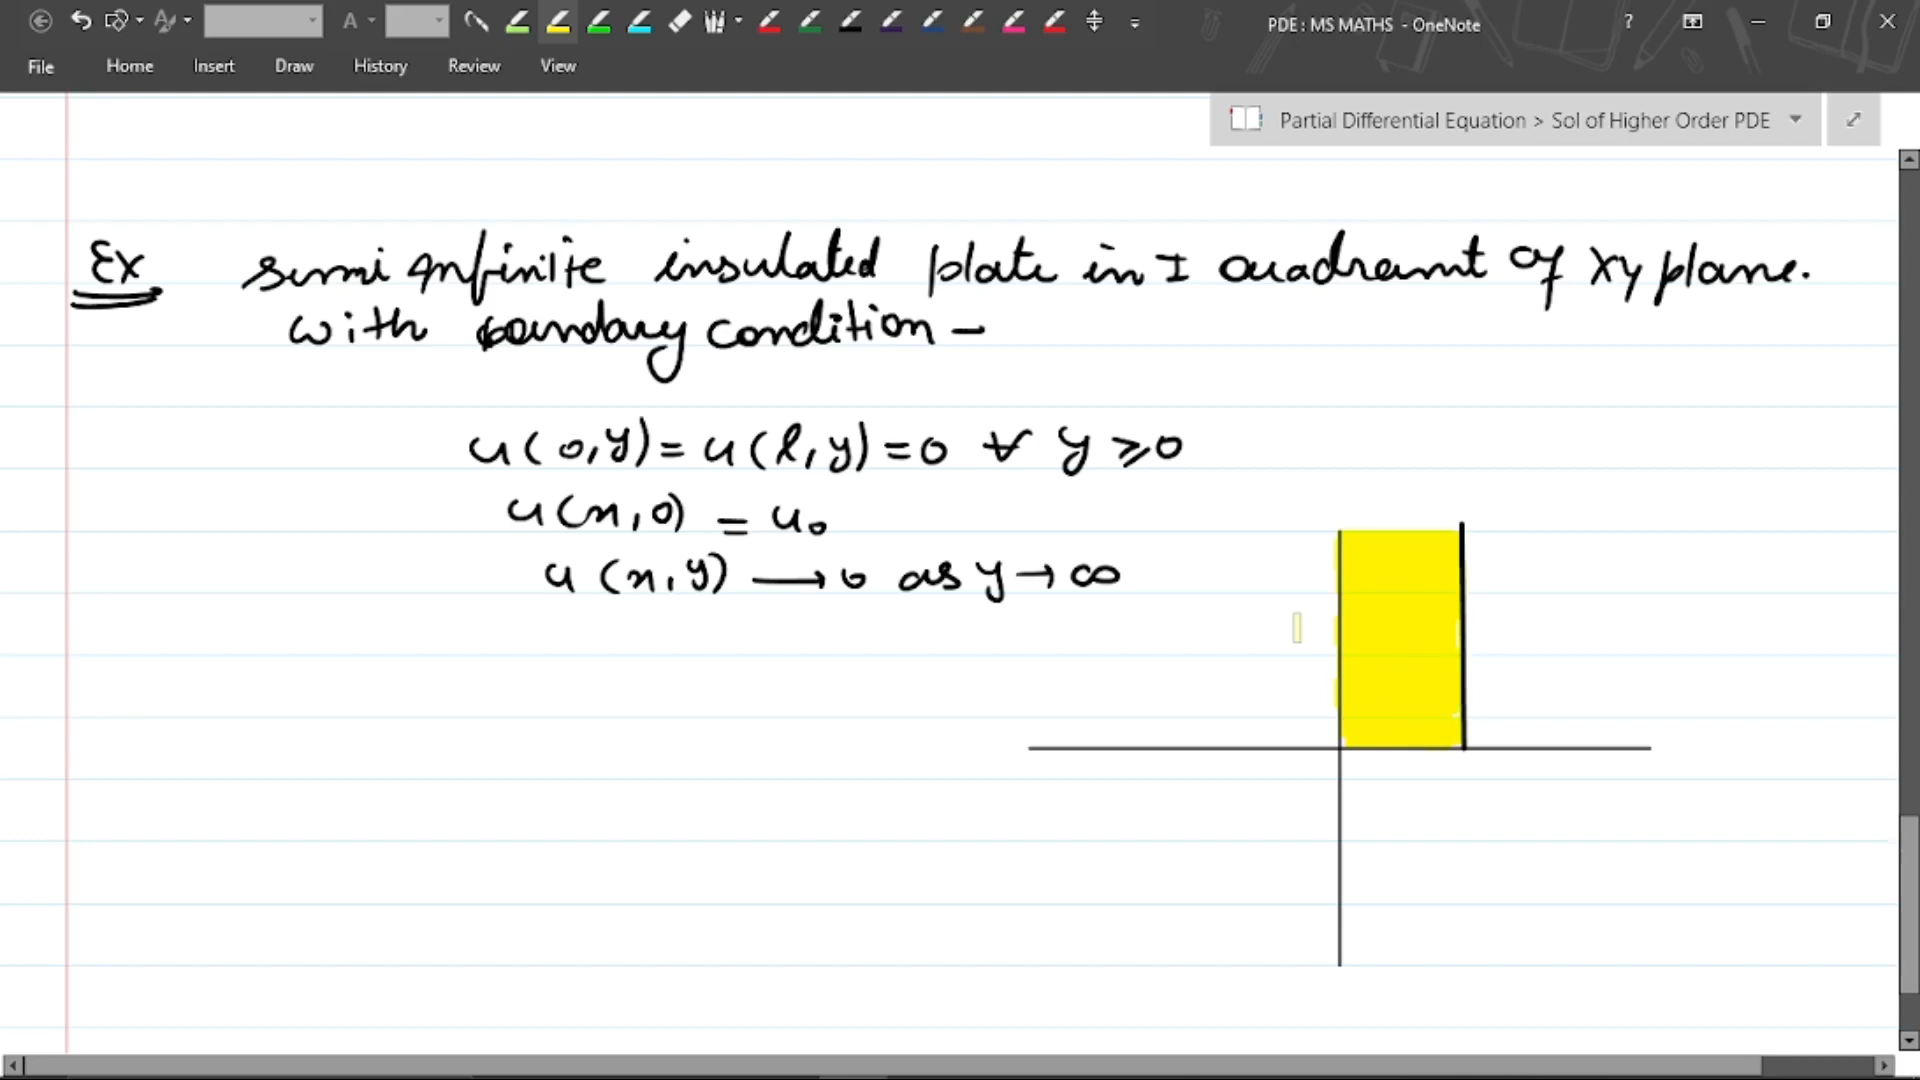 PDE : MS MATHS - OneNote
File Home Insert Draw History Review View
Partial Differential Equation > Sol of Higher Order PDE
Ex semi infinite insulated plate in I quadrant of xy plane.
with boundary condition -
u(0,y) = u(l,y) = 0 ∀ y ⩾ 0
u(x,0) = u₀
u(x,y) → 0 as y → ∞